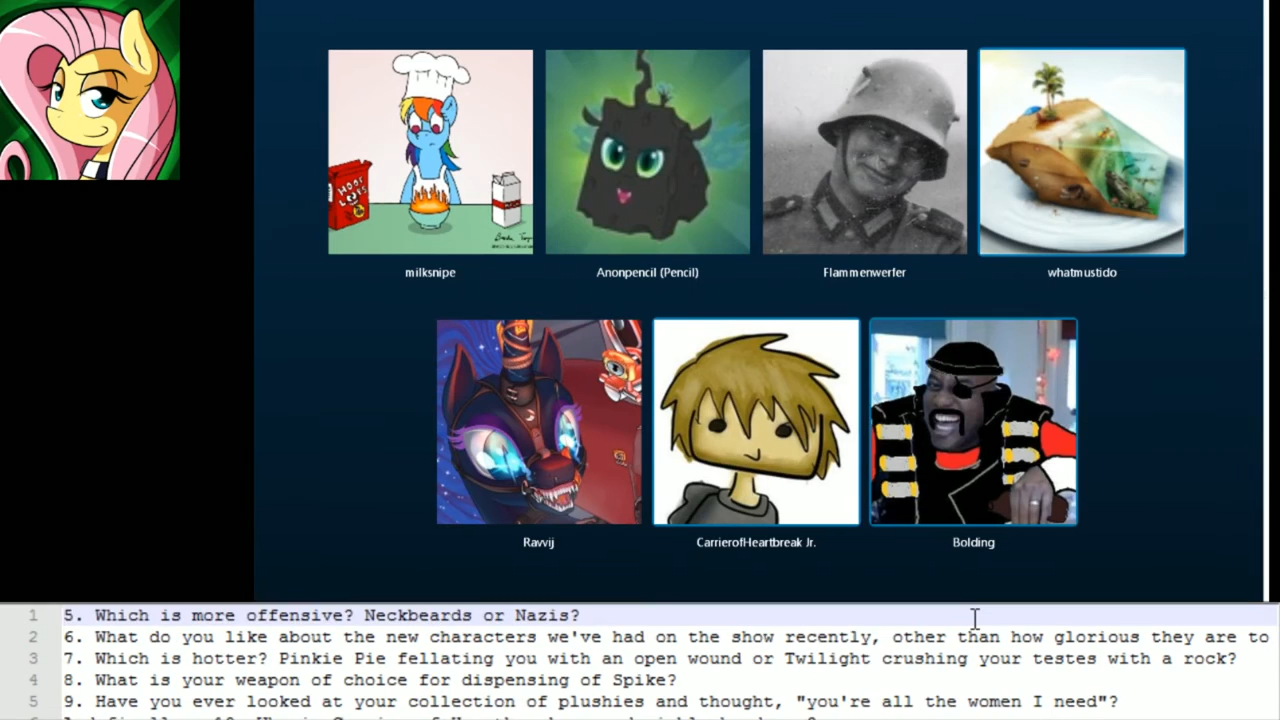 milksnipe
Anonpencil (Pencil)
Flammenwerfer
whatmustido
Ravvij
CarrierofHeartbreak Jr.
Bolding
1 5. Which is more offensive? Neckbeards or Nazis?
2 6. What do you like about the new characters we've had on the show recently, other than how glorious they are to
3 7. Which is hotter? Pinkie Pie fellating you with an open wound or Twilight crushing your testes with a rock?
4 8. What is your weapon of choice for dispensing of Spike?
5 9. Have you ever looked at your collection of plushies and thought, "you're all the women I need"?